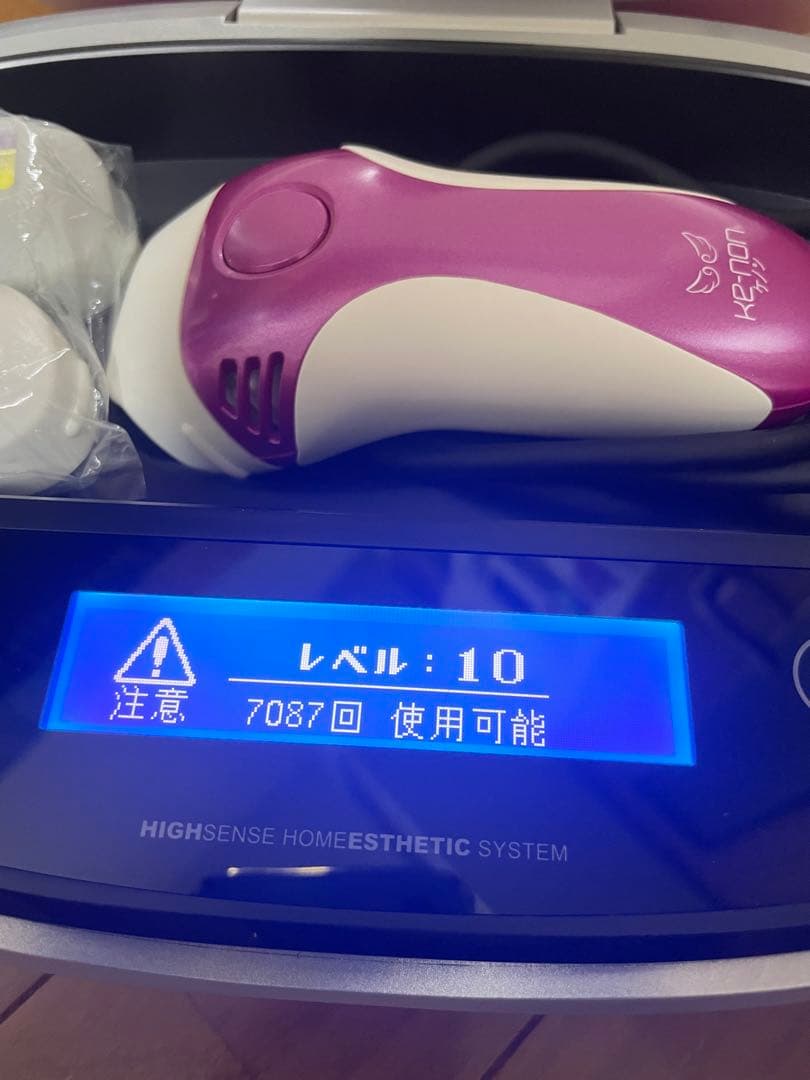 ke-non
ケノン
レベル：10
注意
7087回 使用可能
HIGHSENSE HOMEESTHETIC SYSTEM